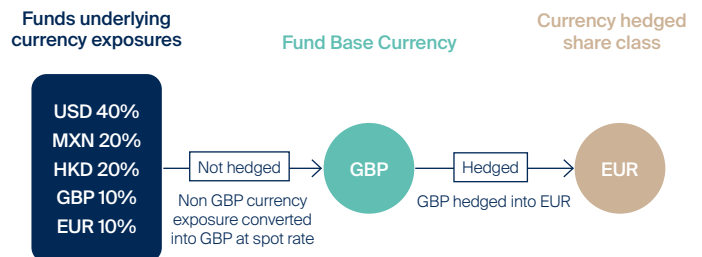 Funds underlying
currency exposures
Fund Base Currency
Currency hedged
share class
USD 40%
MXN 20%
HKD 20%
GBP 10%
EUR 10%
Not hedged
Non GBP currency
exposure converted
into GBP at spot rate
GBP
Hedged
GBP hedged into EUR
EUR